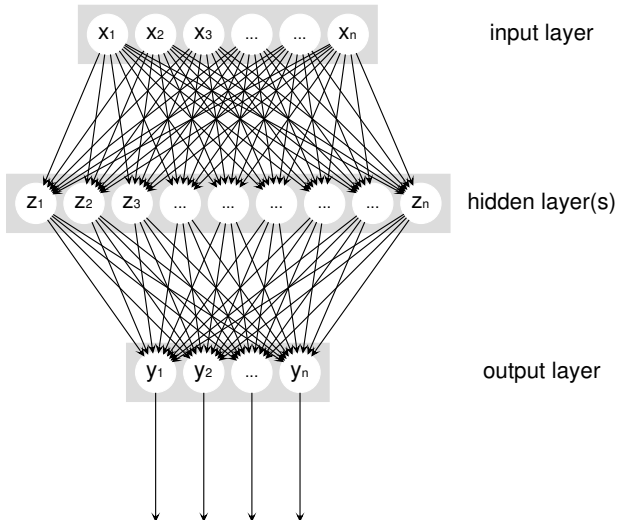 x1 x2 x3 ... ... xn input layer
z1 z2 z3 ... ... ... ... ... zn hidden layer(s)
y1 y2 ... yn output layer